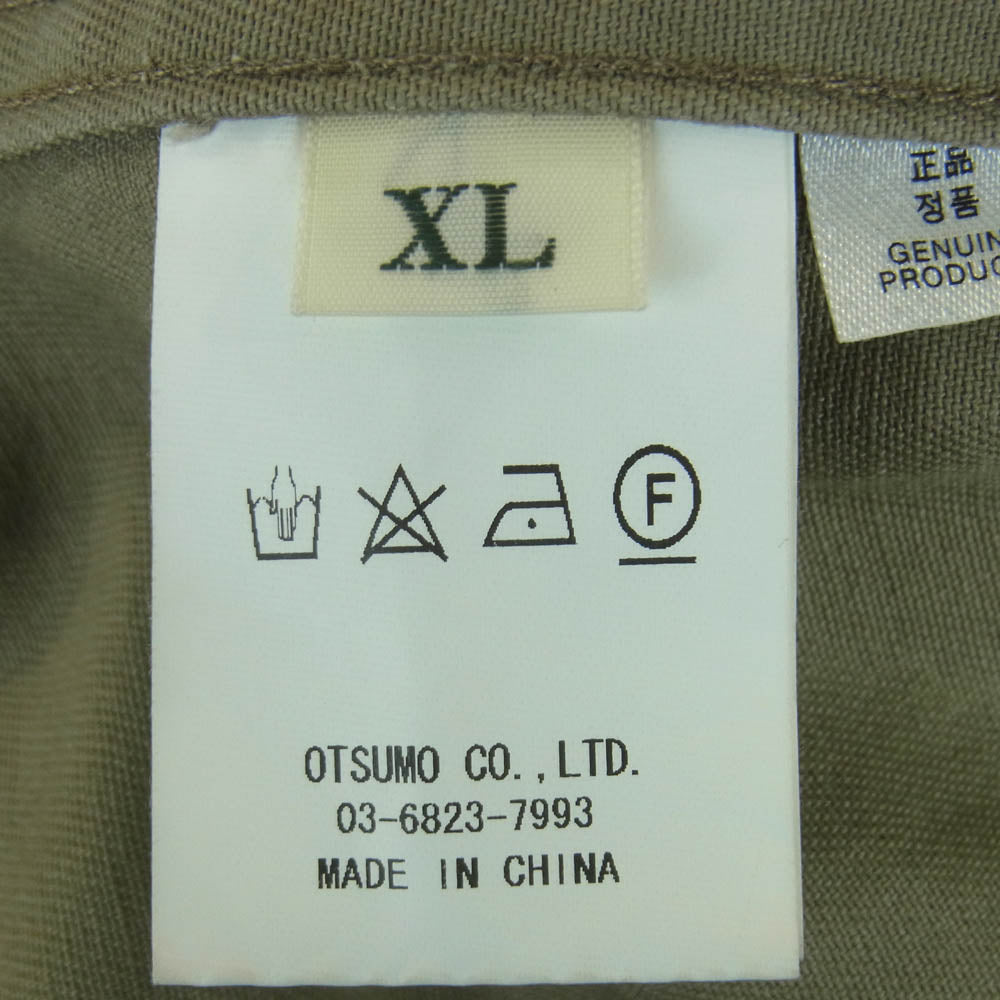 XL
正品
정품
GENUIN
PRODUC
F
OTSUMO CO.,LTD.
03-6823-7993
MADE IN CHINA